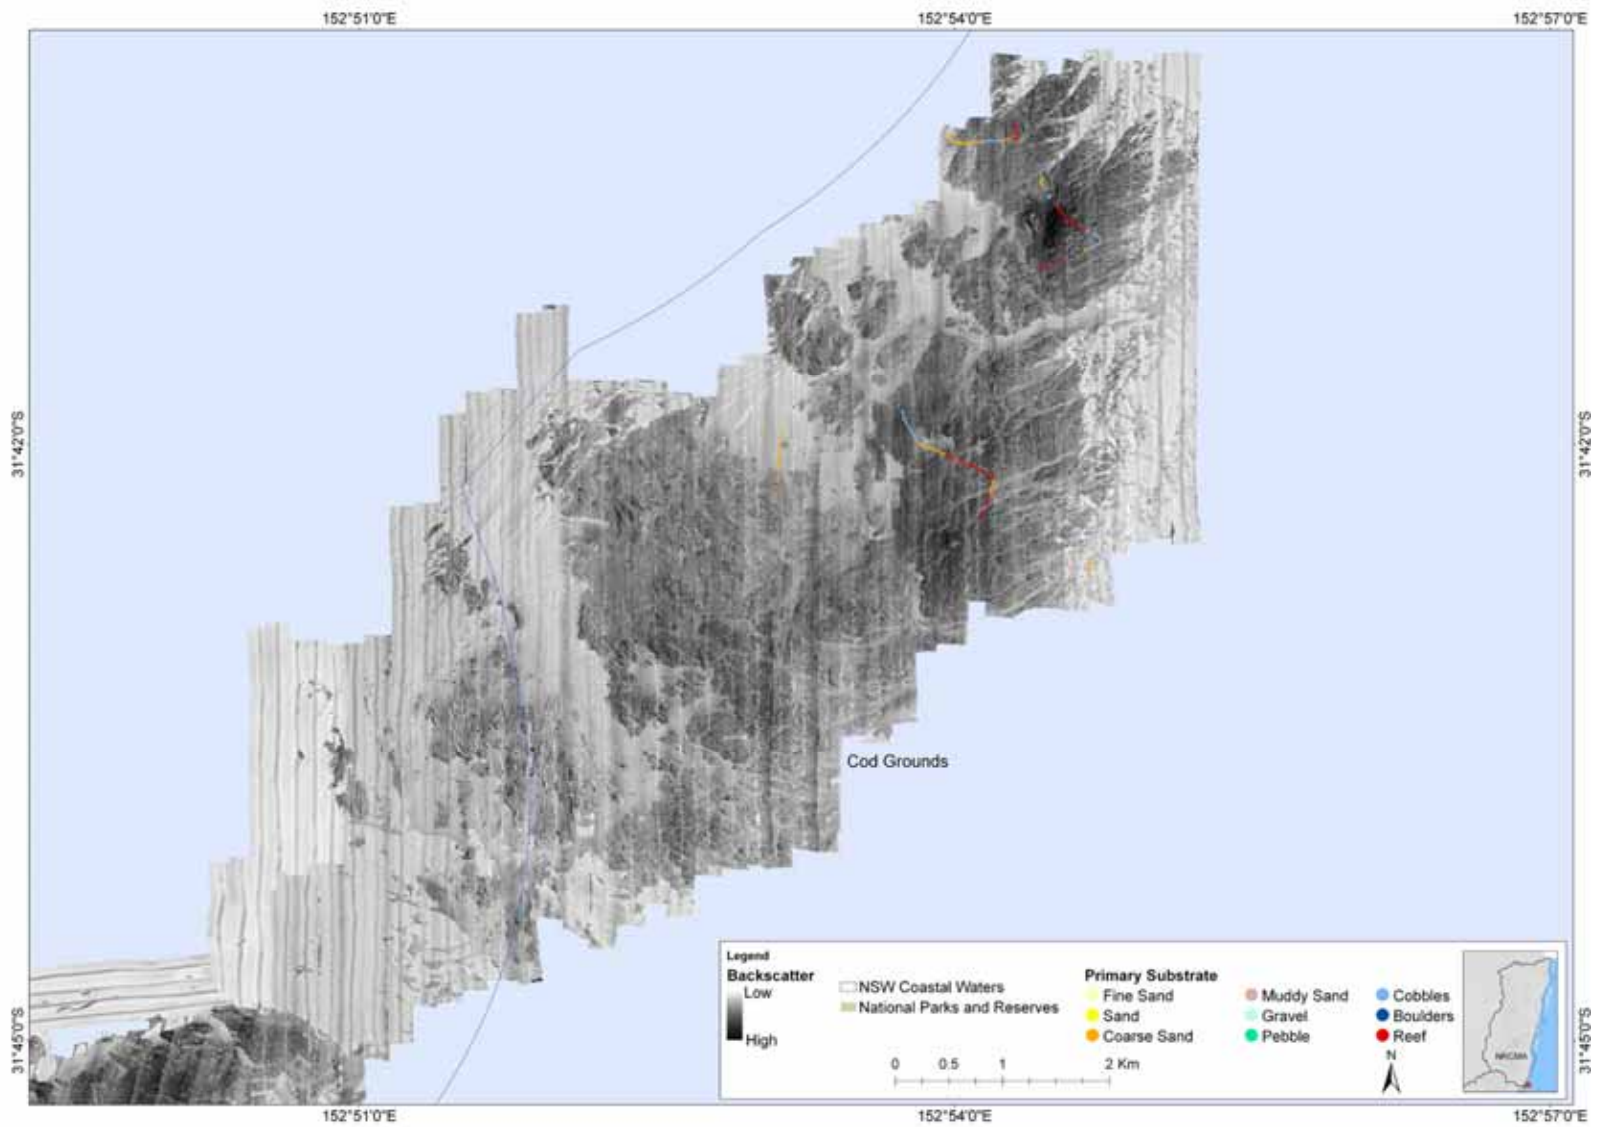 152°51'0"E 152°54'0"E 152°57'0"E
31°42'0"S 31°42'0"S
Cod Grounds
Legend
Backscatter
Low
High
NSW Coastal Waters
National Parks and Reserves
Primary Substrate
Fine Sand
Sand
Coarse Sand
Muddy Sand
Gravel
Pebble
Cobbles
Boulders
Reef
0 0.5 1 2 Km
N
NRCMA
31°45'0"S 31°45'0"S
152°51'0"E 152°54'0"E 152°57'0"E